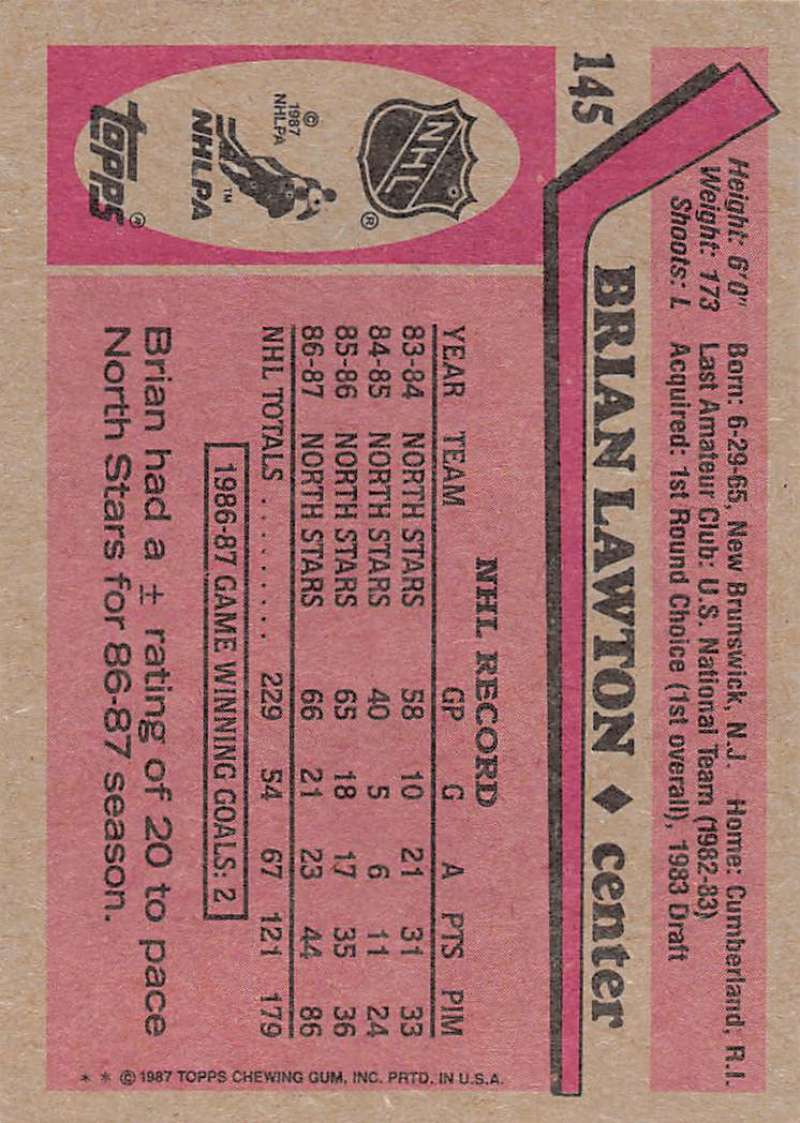 145
Height: 6'0" Born: 6-29-65, New Brunswick, N.J. Home: Cumberland, R.I.
Weight: 173 Last Amateur Club: U.S. National Team (1982-83)
Shoots: L Acquired: 1st Round Choice (1st overall), 1983 Draft
BRIAN LAWTON ♦ center
NHL
®
© 1987 NHLPA
NHLPA
™
TOPPS
®
NHL RECORD
YEAR TEAM GP G A PTS PIM
83-84 NORTH STARS 58 10 21 31 33
84-85 NORTH STARS 40 5 6 11 24
85-86 NORTH STARS 65 18 17 35 36
86-87 NORTH STARS 66 21 23 44 86
NHL TOTALS ......... 229 54 67 121 179
1986-87 GAME WINNING GOALS: 2
Brian had a ± rating of 20 to pace
North Stars for 86-87 season.
* * © 1987 TOPPS CHEWING GUM, INC. PRTD. IN U.S.A.